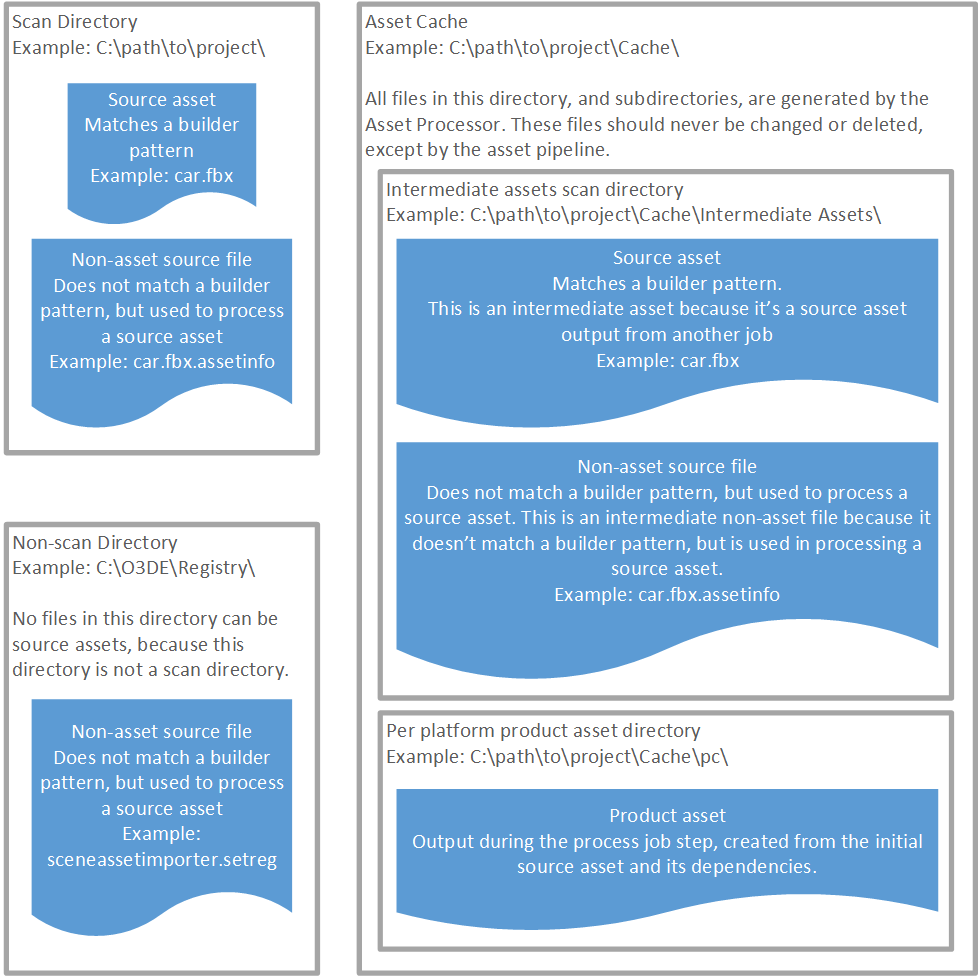 Scan Directory
Example: C:\path\to\project\
Source asset
Matches a builder
pattern
Example: car.fbx
Non-asset source file
Does not match a builder
pattern, but used to process
a source asset
Example: car.fbx.assetinfo
Non-scan Directory
Example: C:\O3DE\Registry\
No files in this directory can be
source assets, because this
directory is not a scan directory.
Non-asset source file
Does not match a builder
pattern, but used to process
a source asset
Example:
sceneassetimporter.setreg
Asset Cache
Example: C:\path\to\project\Cache\
All files in this directory, and subdirectories, are generated by the
Asset Processor. These files should never be changed or deleted,
except by the asset pipeline.
Intermediate assets scan directory
Example: C:\path\to\project\Cache\Intermediate Assets\
Source asset
Matches a builder pattern.
This is an intermediate asset because it’s a source asset
output from another job
Example: car.fbx
Non-asset source file
Does not match a builder pattern, but used to process a
source asset. This is an intermediate non-asset file because it
doesn’t match a builder pattern, but is used in processing a
source asset.
Example: car.fbx.assetinfo
Per platform product asset directory
Example: C:\path\to\project\Cache\pc\
Product asset
Output during the process job step, created from the initial
source asset and its dependencies.